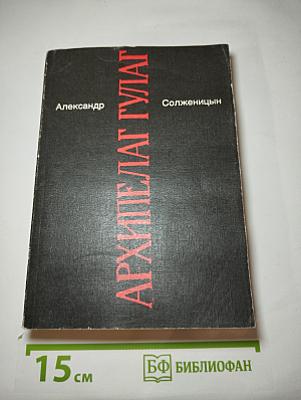 Александр
Солженицын
АРХИПЕЛАГ ГУЛАГ
15 см
БФ БИБЛИОФАН